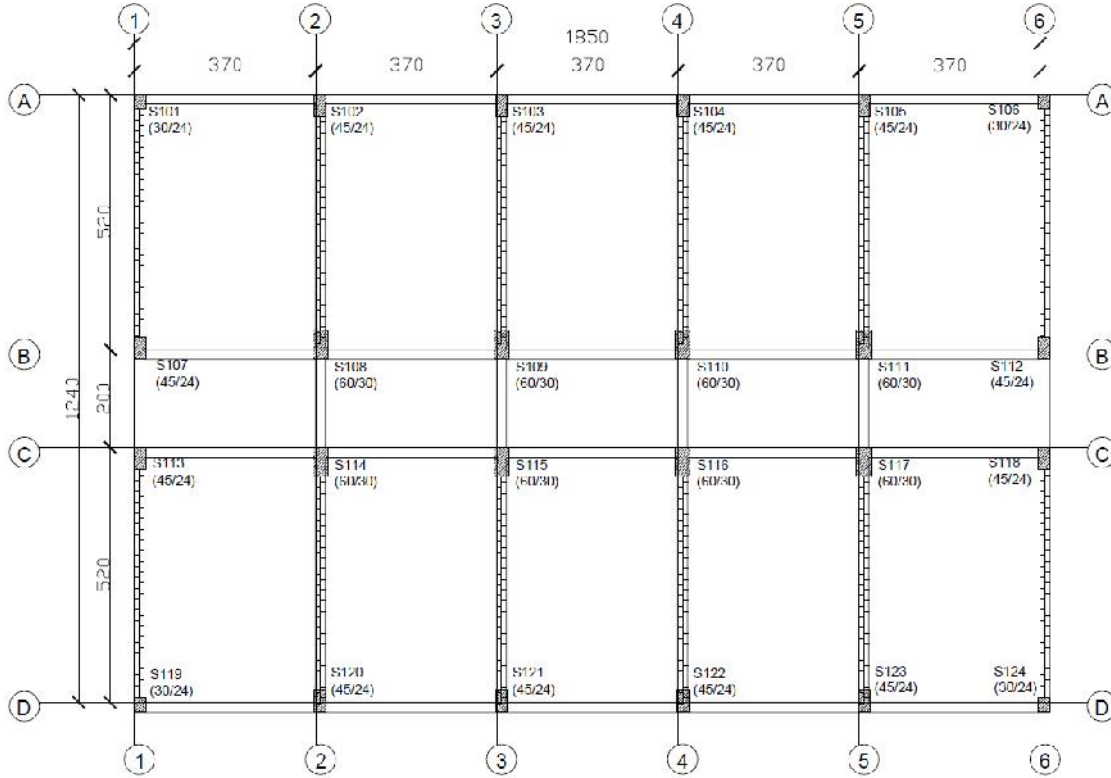 1 2 3 4 5 6
1850
370 370 370 370 370
A A
S101 S102 S103 S104 S105 S106
(30/24) (45/24) (45/24) (45/24) (45/24) (30/24)
520
B B
S107 S108 S109 S110 S111 S112
(45/24) (60/30) (60/30) (60/30) (60/30) (45/24)
1240
200
C C
S113 S114 S115 S116 S117 S118
(45/24) (60/30) (60/30) (60/30) (60/30) (45/24)
520
S119 S120 S121 S122 S123 S124
(30/24) (45/24) (45/24) (45/24) (45/24) (30/24)
D D
1 2 3 4 5 6